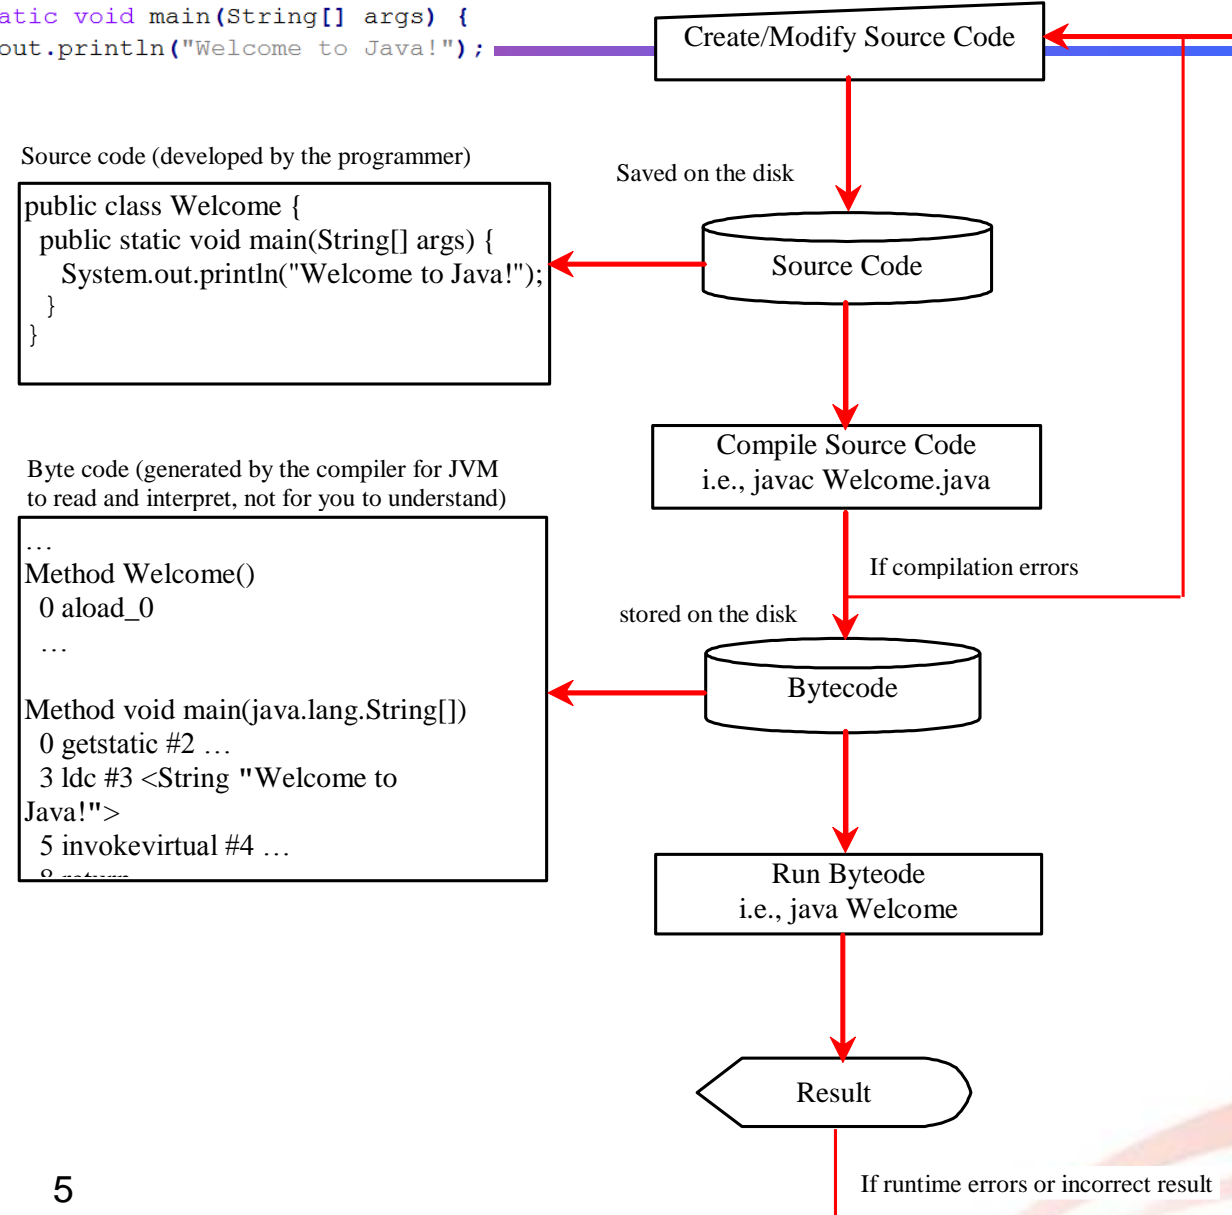 atic void main(String[] args) {
out.println("Welcome to Java!");
Create/Modify Source Code
Source code (developed by the programmer)
Saved on the disk
public class Welcome {
public static void main(String[] args) {
System.out.println("Welcome to Java!");
}
}
Source Code
Compile Source Code
i.e., javac Welcome.java
Byte code (generated by the compiler for JVM
to read and interpret, not for you to understand)
If compilation errors
stored on the disk
…
Method Welcome()
0 aload_0
…
Method void main(java.lang.String[])
0 getstatic #2 …
3 ldc #3 <String "Welcome to
Java!">
5 invokevirtual #4 …
8 return
Bytecode
Run Byteode
i.e., java Welcome
Result
If runtime errors or incorrect result
5